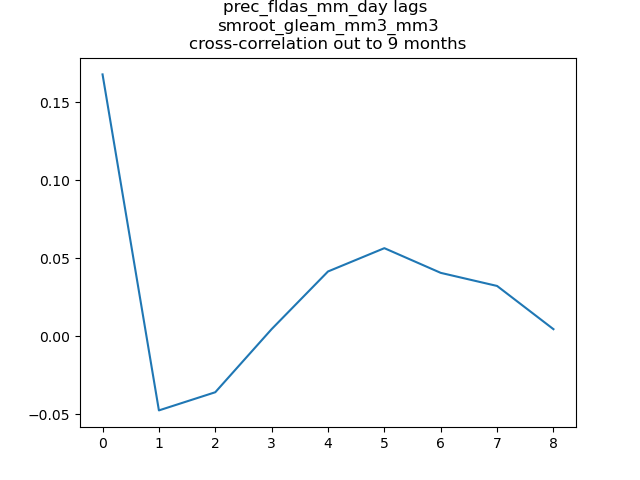 prec_fldas_mm_day lags
smroot_gleam_mm3_mm3
cross-correlation out to 9 months
0.15
0.10
0.05
0.00
−0.05
0 1 2 3 4 5 6 7 8